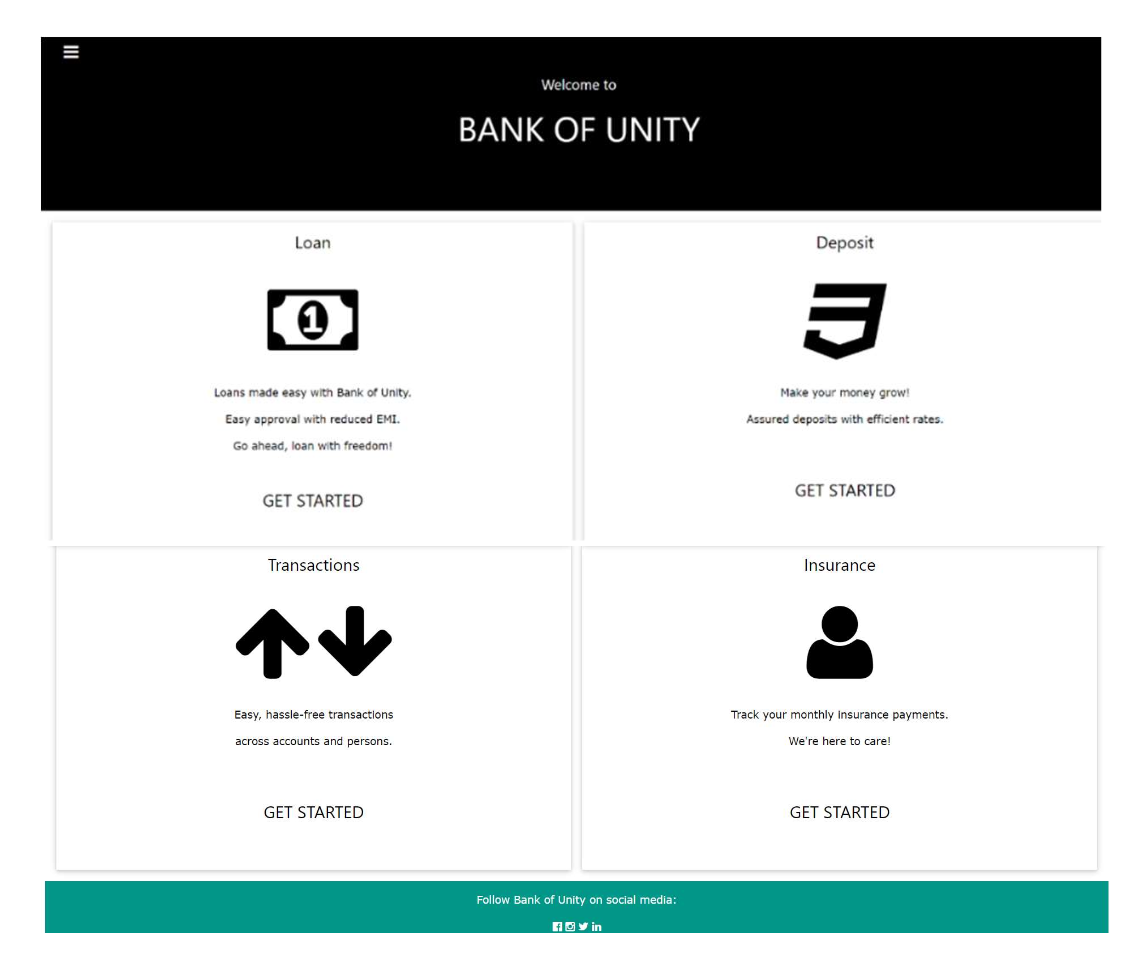 Welcome to
BANK OF UNITY
Loan
1
Loans made easy with Bank of Unity.
Easy approval with reduced EMI.
Go ahead, loan with freedom!
GET STARTED
Deposit
Make your money grow!
Assured deposits with efficient rates.
GET STARTED
Transactions
Easy, hassle-free transactions
across accounts and persons.
GET STARTED
Insurance
Track your monthly insurance payments.
We're here to care!
GET STARTED
Follow Bank of Unity on social media: